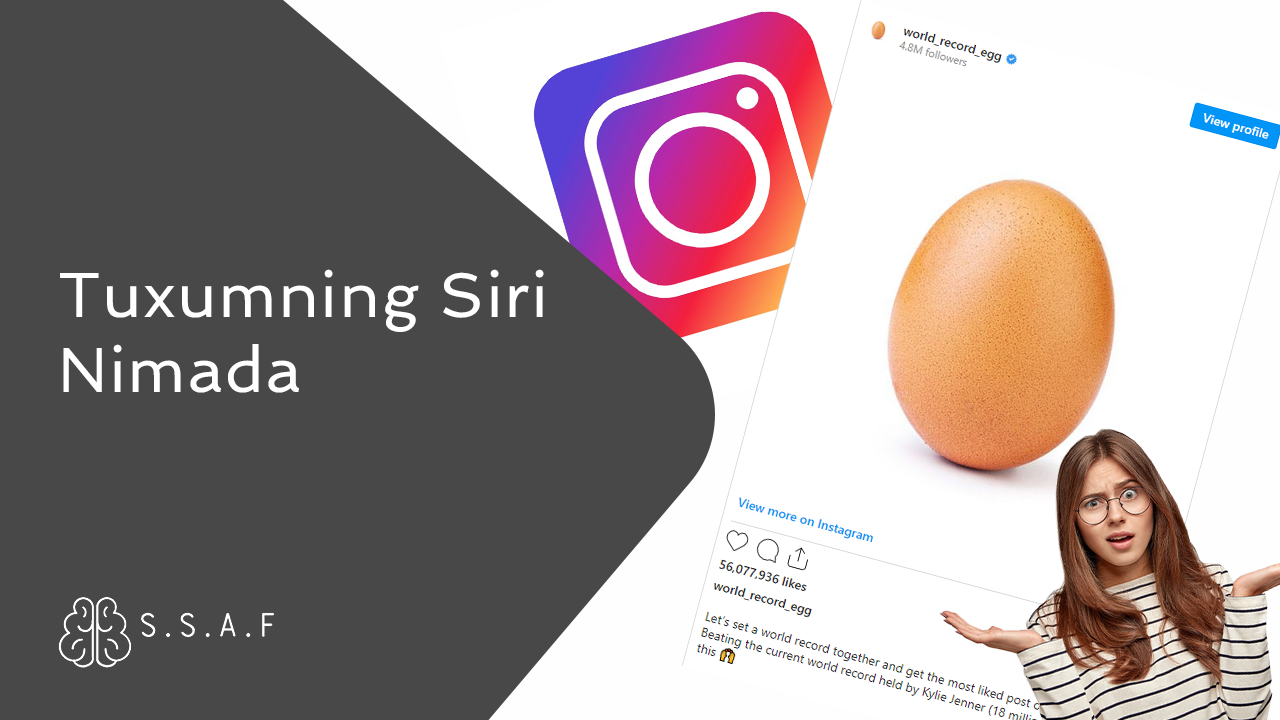 Tuxumning Siri
Nimada
S.S.A.F
world_record_egg
4.8M followers
View profile
View more on Instagram
56,077,936 likes
world_record_egg
Let's set a world record together and get the most liked post
Beating the current world record held by Kylie Jenner (18
this 🙌